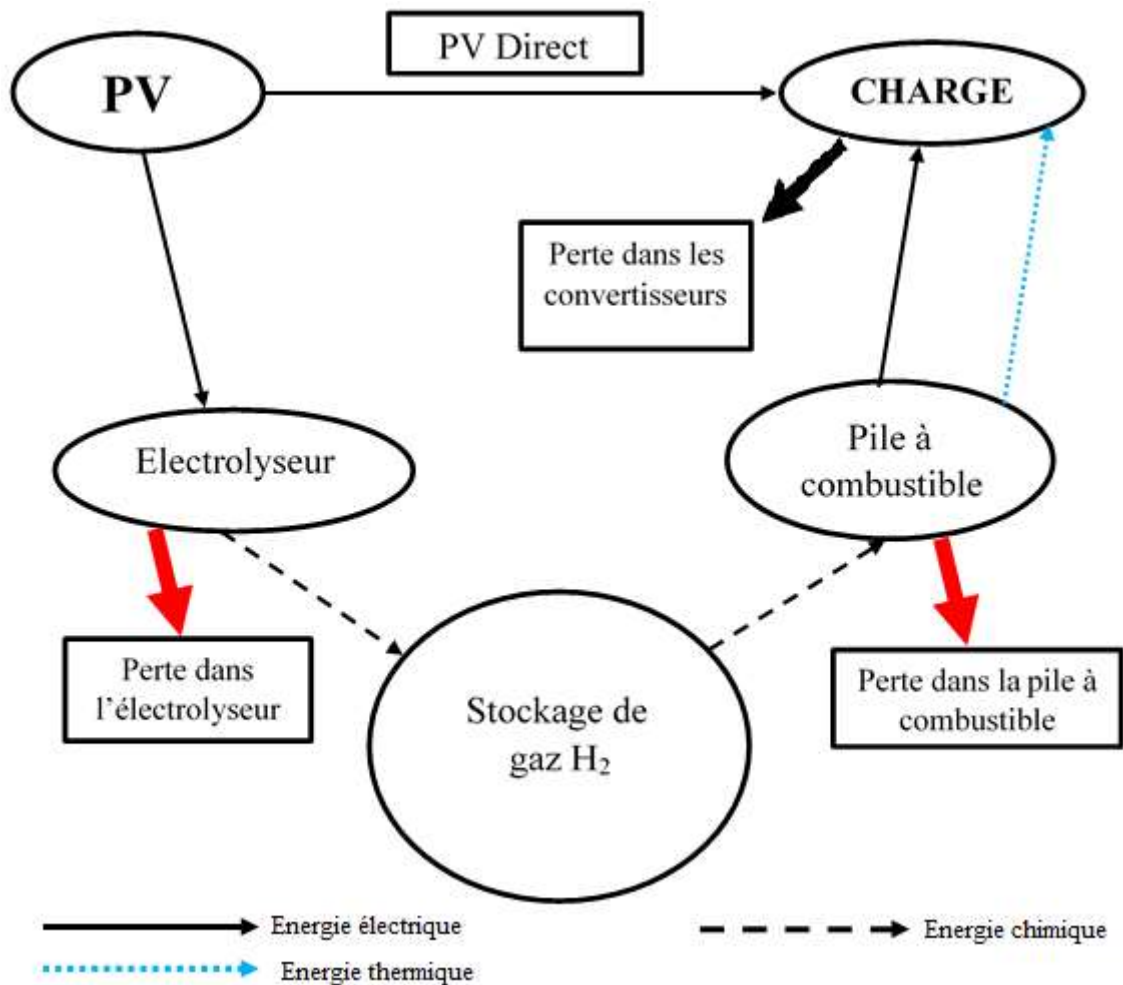 PV Direct
PV
CHARGE
Perte dans les
convertisseurs
Electrolyseur
Pile à
combustible
Perte dans
l’électrolyseur
Perte dans la pile à
combustible
Stockage de
gaz H₂
Energie électrique
Energie chimique
Energie thermique